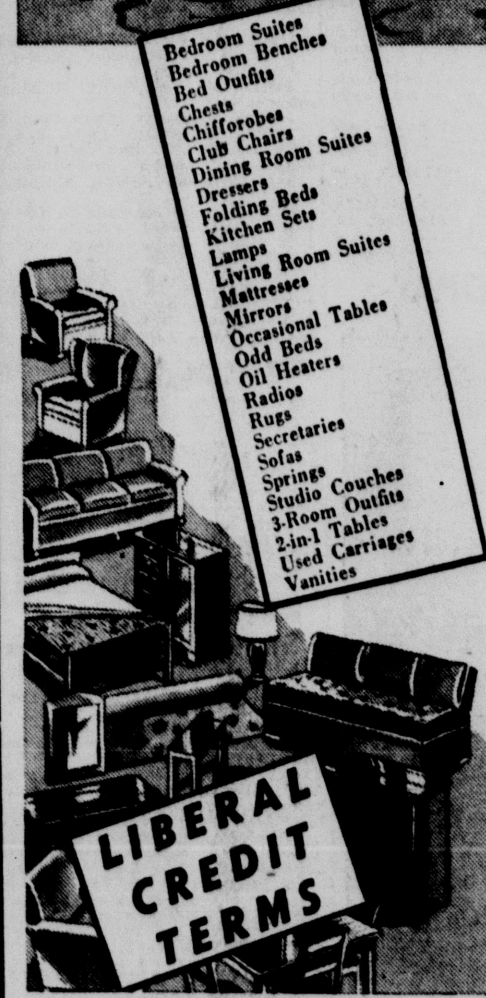 Bedroom Suites
Bedroom Benches
Bed Outfits
Chests
Chifforobes
Club Chairs
Dining Room Suites
Dressers
Folding Beds
Kitchen Sets
Lamps
Living Room Suites
Mattresses
Mirrors
Occasional Tables
Odd Beds
Oil Heaters
Radios
Rugs
Secretaries
Sofas
Springs
Studio Couches
3-Room Outfits
2-in-1 Tables
Used Carriages
Vanities
LIBERAL
CREDIT
TERMS